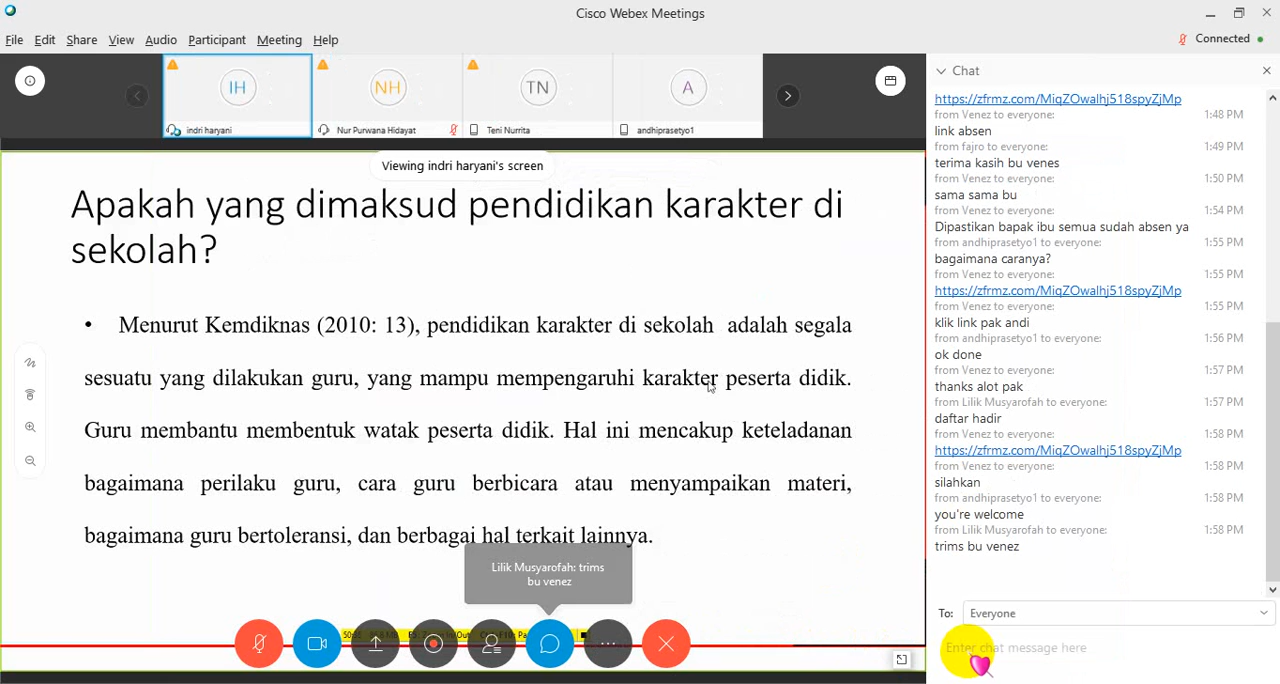 Cisco Webex Meetings
File Edit Share View Audio Participant Meeting Help
Connected
IH
indri haryani
NH
Nur Purwana Hidayat
TN
Teni Nurrita
A
andhiprasetyo1
Viewing indri haryani's screen
Apakah yang dimaksud pendidikan karakter di
sekolah?
• Menurut Kemdiknas (2010: 13), pendidikan karakter di sekolah adalah segala
sesuatu yang dilakukan guru, yang mampu mempengaruhi karakter peserta didik.
Guru membantu membentuk watak peserta didik. Hal ini mencakup keteladanan
bagaimana perilaku guru, cara guru berbicara atau menyampaikan materi,
bagaimana guru bertoleransi, dan berbagai hal terkait lainnya.
Lilik Musyarofah: trims
bu venez
Chat
https://zfrmz.com/MiqZOwalhj518spyZjMp
from Venez to everyone: 1:48 PM
link absen
from fajro to everyone: 1:49 PM
terima kasih bu venes
from Venez to everyone: 1:50 PM
sama sama bu
from Venez to everyone: 1:54 PM
Dipastikan bapak ibu semua sudah absen ya
from andhiprasetyo1 to everyone: 1:55 PM
bagaimana caranya?
from Venez to everyone: 1:55 PM
https://zfrmz.com/MiqZOwalhj518spyZjMp
from Venez to everyone: 1:55 PM
klik link pak andi
from andhiprasetyo1 to everyone: 1:56 PM
ok done
from Venez to everyone: 1:57 PM
thanks alot pak
from Lilik Musyarofah to everyone: 1:57 PM
daftar hadir
from Venez to everyone: 1:58 PM
https://zfrmz.com/MiqZOwalhj518spyZjMp
from Venez to everyone: 1:58 PM
silahkan
from andhiprasetyo1 to everyone: 1:58 PM
you're welcome
from Lilik Musyarofah to everyone: 1:58 PM
trims bu venez
To: Everyone
Enter chat message here